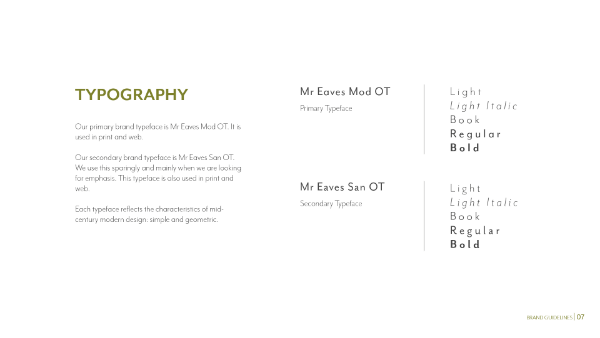 TYPOGRAPHY
Our primary brand typeface is Mr Eaves Mod OT. It is
used in print and web.
Our secondary brand typeface is Mr Eaves San OT.
We use this sparingly and mainly when we are looking
for emphasis. This typeface is also used in print and
web.
Each typeface reflects the characteristics of mid-
century modern design; simple and geometric.
Mr Eaves Mod OT
Primary Typeface
Light
Light Italic
Book
Regular
Bold
Mr Eaves San OT
Secondary Typeface
Light
Light Italic
Book
Regular
Bold
BRAND GUIDELINES | 07